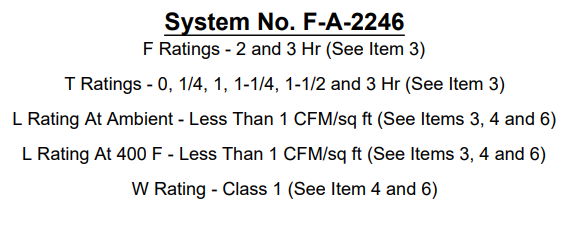 System No. F-A-2246
F Ratings - 2 and 3 Hr (See Item 3)
T Ratings - 0, 1/4, 1, 1-1/4, 1-1/2 and 3 Hr (See Item 3)
L Rating At Ambient - Less Than 1 CFM/sq ft (See Items 3, 4 and 6)
L Rating At 400 F - Less Than 1 CFM/sq ft (See Items 3, 4 and 6)
W Rating - Class 1 (See Item 4 and 6)